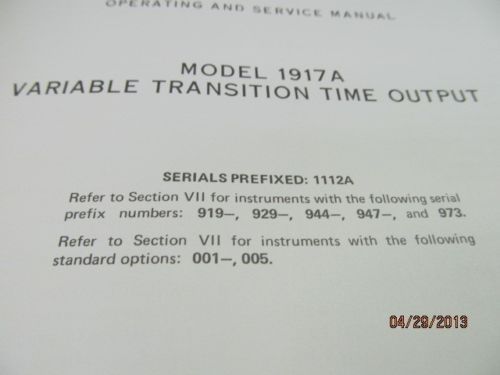 OPERATING AND SERVICE MANUAL
MODEL 1917A
VARIABLE TRANSITION TIME OUTPUT
SERIALS PREFIXED: 1112A
Refer to Section VII for instruments with the following serial
prefix numbers: 919–, 929–, 944–, 947–, and 973.
Refer to Section VII for instruments with the following
standard options: 001–, 005.
04/29/2013